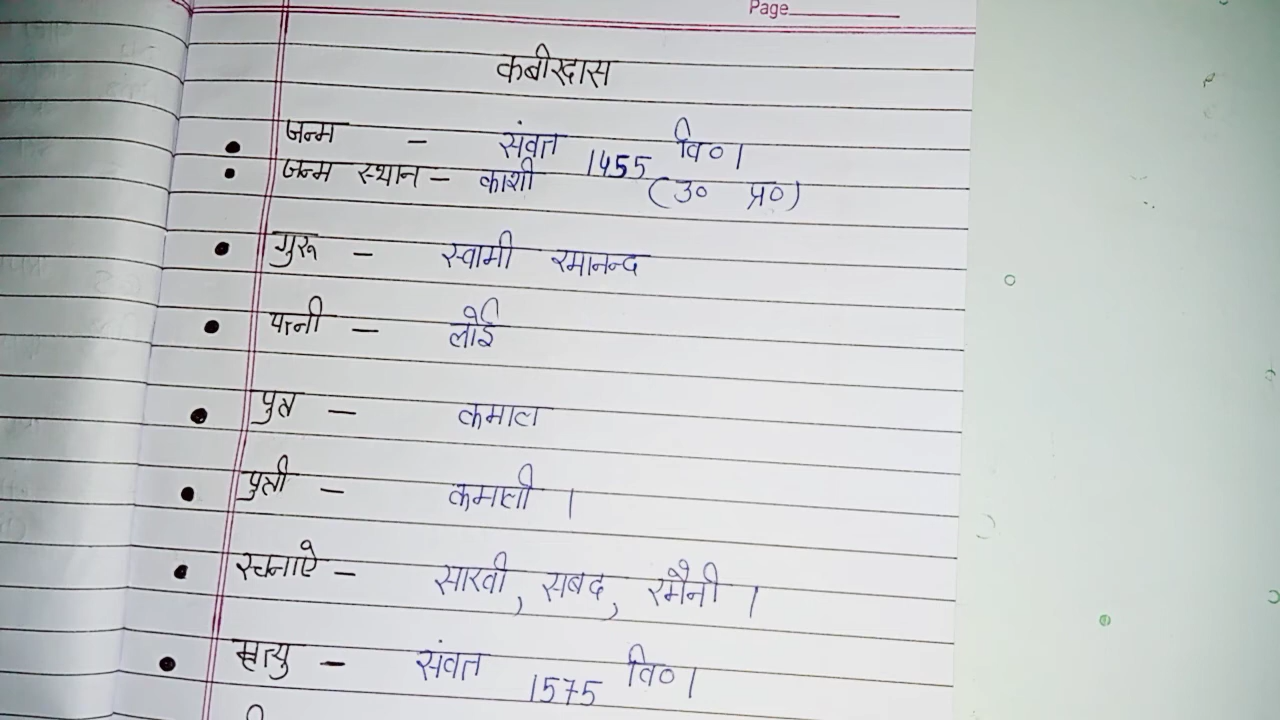 Page
कबीरदास
• जन्म - संवत 1455 वि० ।
• जन्म स्थान - काशी (उ० प्र०)
• गुरू - स्वामी रमानन्द
• पत्नी - लोई
• पुत्र - कमाल
• पुत्री - कमाली ।
• रचनाऐ - साखी, सबद, रमैनी ।
• मृत्यु - संवत 1575 वि० ।